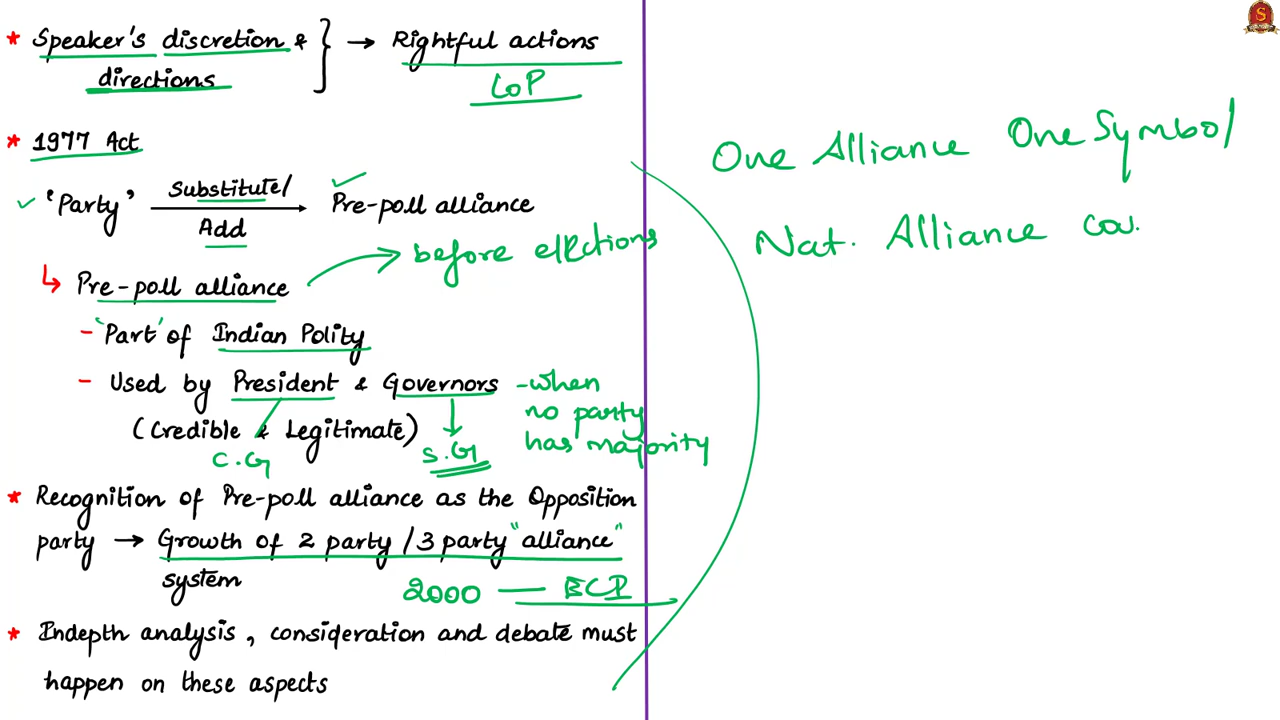 * Speaker's discretion & } → Rightful actions
directions
LoP
* 1977 Act
✓ 'Party' Substitute/ Add → Pre-poll alliance ✓
↳ Pre-poll alliance → before elections
- 'Part' of Indian Polity
- Used by President & Governors - when
no party
(Credible & Legitimate) has majority
C.G S.G
* Recognition of Pre-poll alliance as the Opposition
party → Growth of 2 party / 3 party "alliance"
system
2000 — ECI
* Indepth analysis, consideration and debate must
happen on these aspects
One Alliance One Symbol
Nat. Alliance
S